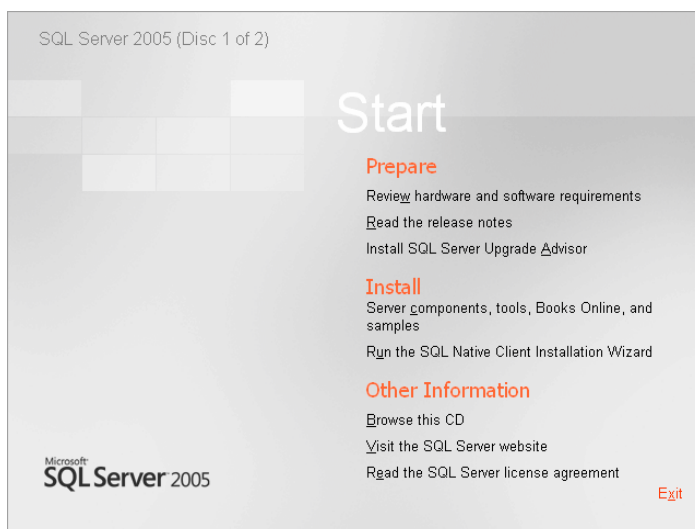 SQL Server 2005 (Disc 1 of 2)
Start
Prepare
Review hardware and software requirements
Read the release notes
Install SQL Server Upgrade Advisor
Install
Server components, tools, Books Online, and
samples
Run the SQL Native Client Installation Wizard
Other Information
Browse this CD
Visit the SQL Server website
Read the SQL Server license agreement
Microsoft
SQL Server 2005
Exit